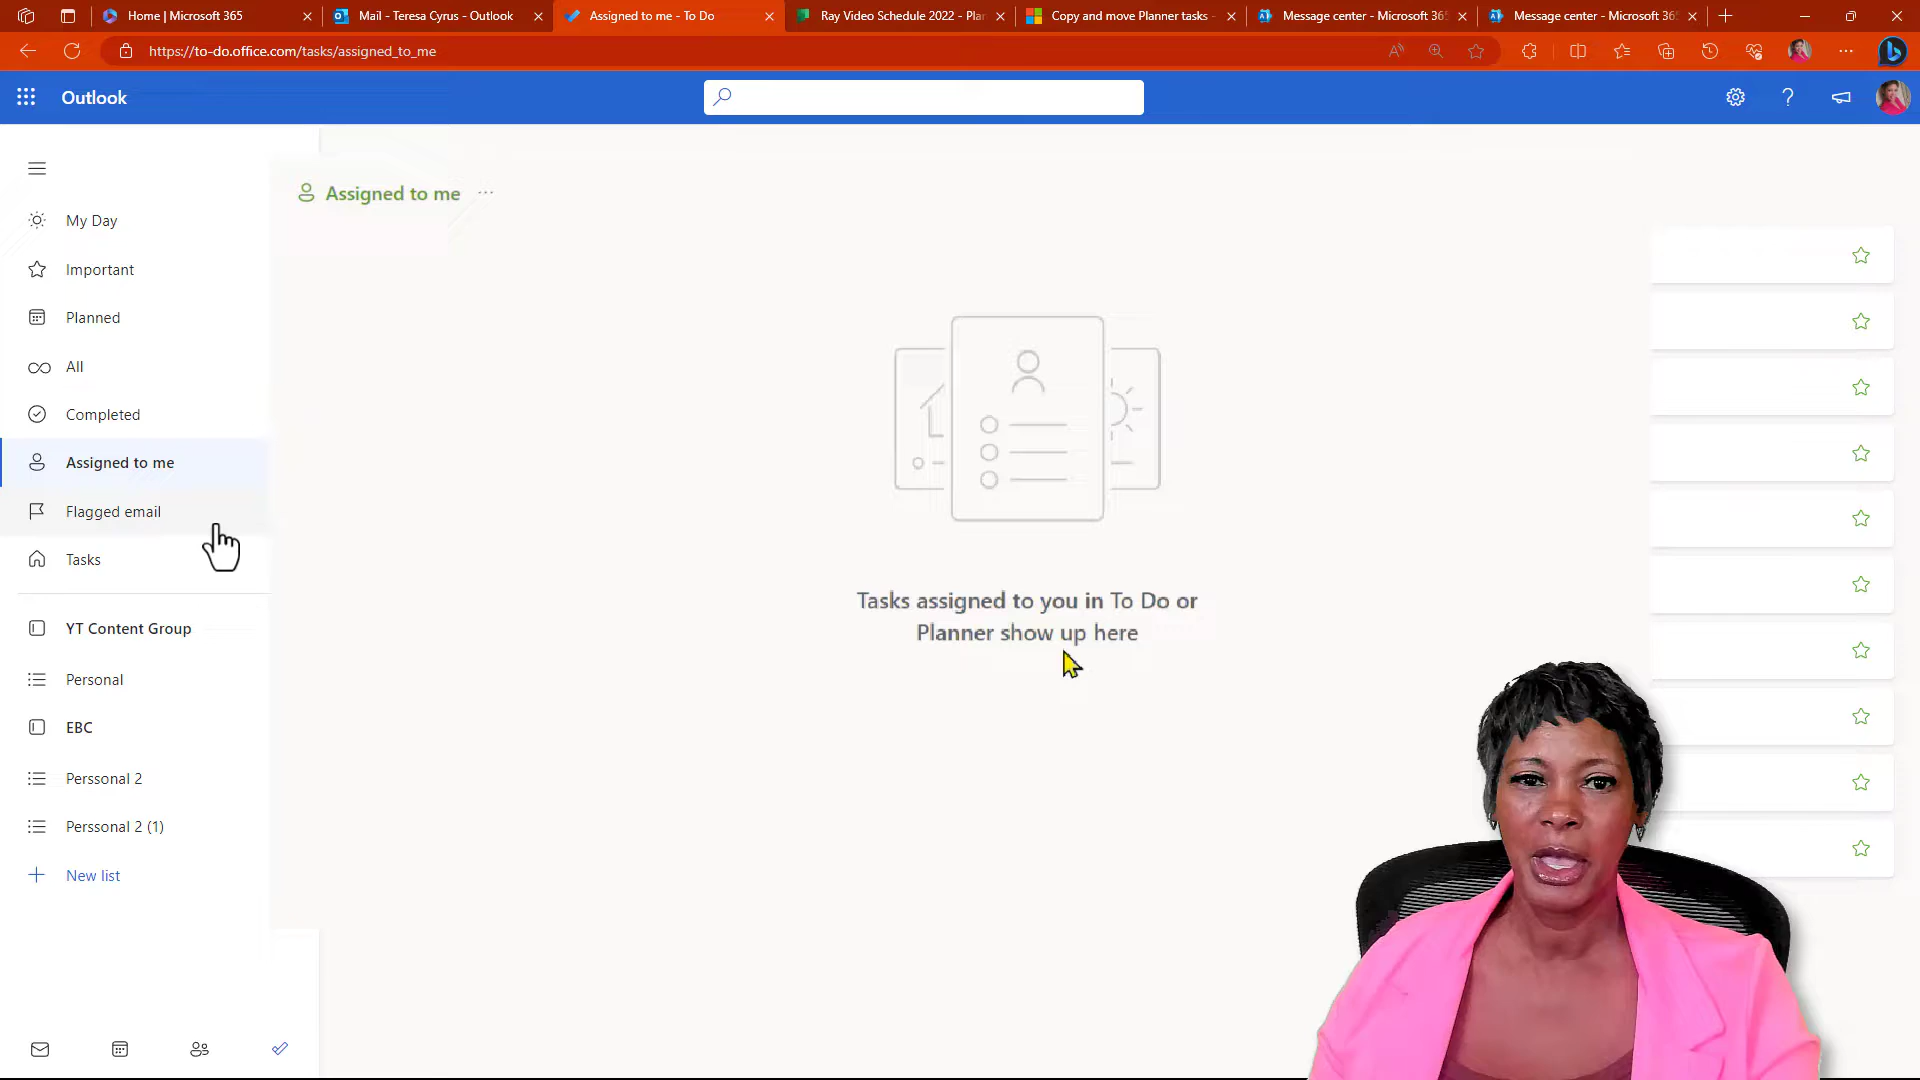 Home | Microsoft 365
Mail - Teresa Cyrus - Outlook
Assigned to me - To Do
Ray Video Schedule 2022 - Plan
Copy and move Planner tasks -
Message center - Microsoft 365
Message center - Microsoft 365
https://to-do.office.com/tasks/assigned_to_me
Outlook
Assigned to me
My Day
Important
Planned
All
Completed
Assigned to me
Flagged email
Tasks
YT Content Group
Personal
EBC
Perssonal 2
Perssonal 2 (1)
New list
Tasks assigned to you in To Do or
Planner show up here